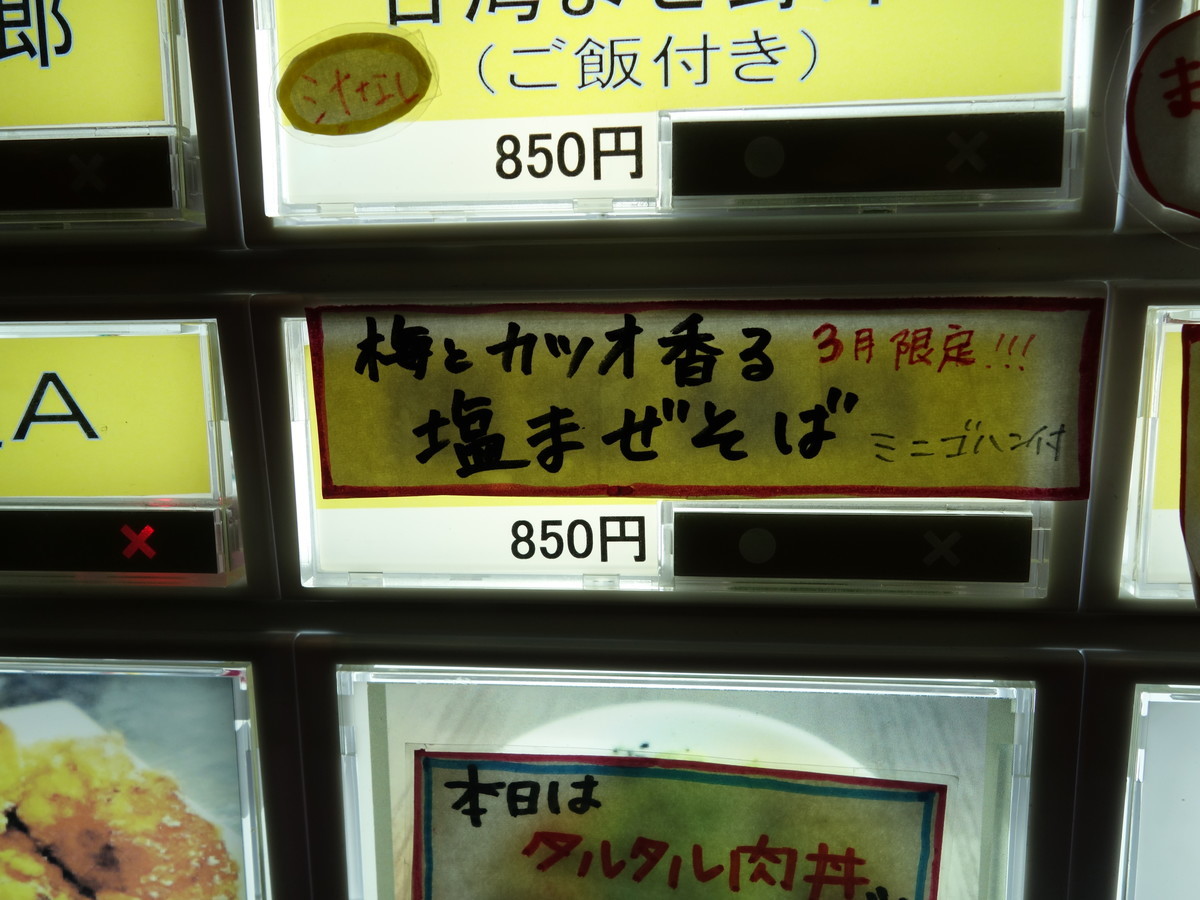 郎
(ご飯付き)
汁なし
850円
A
梅とカツオ香る 3月限定!!!
塩まぜそば ミニゴハン付
850円
本日は
タルタル肉丼